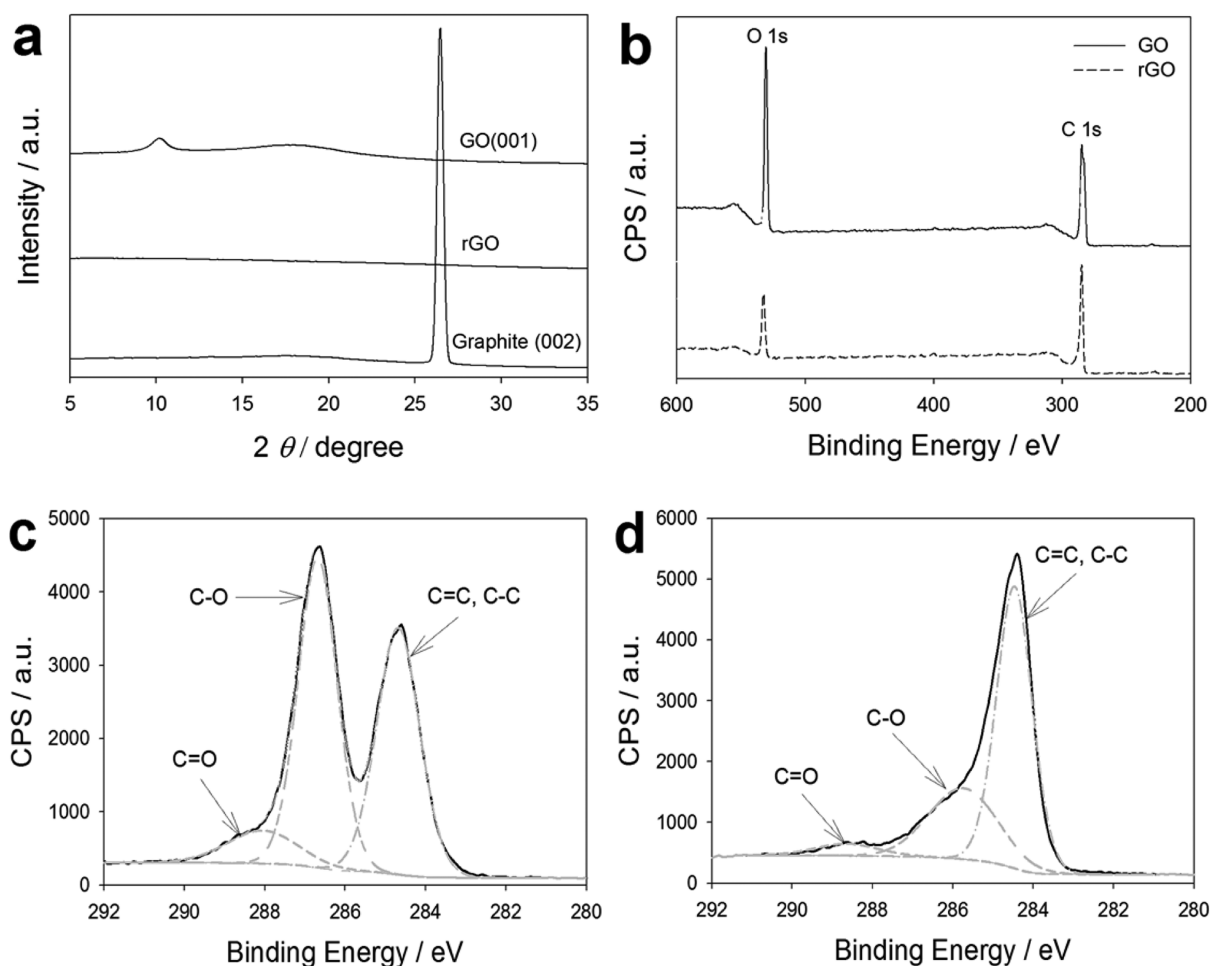 a
Intensity / a.u.
GO(001)
rGO
Graphite (002)
5 10 15 20 25 30 35
2 θ / degree
b
CPS / a.u.
O 1s
C 1s
GO
rGO
600 500 400 300 200
Binding Energy / eV
c
CPS / a.u.
5000
4000
3000
2000
1000
0
C-O
C=C, C-C
C=O
292 290 288 286 284 282 280
Binding Energy / eV
d
CPS / a.u.
6000
5000
4000
3000
2000
1000
0
C=C, C-C
C-O
C=O
292 290 288 286 284 282 280
Binding Energy / eV